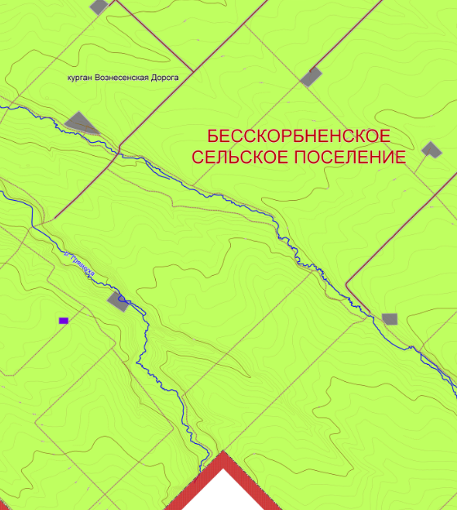 курган Вознесенская Дорога
БЕССКОРБНЕНСКОЕ
СЕЛЬСКОЕ ПОСЕЛЕНИЕ